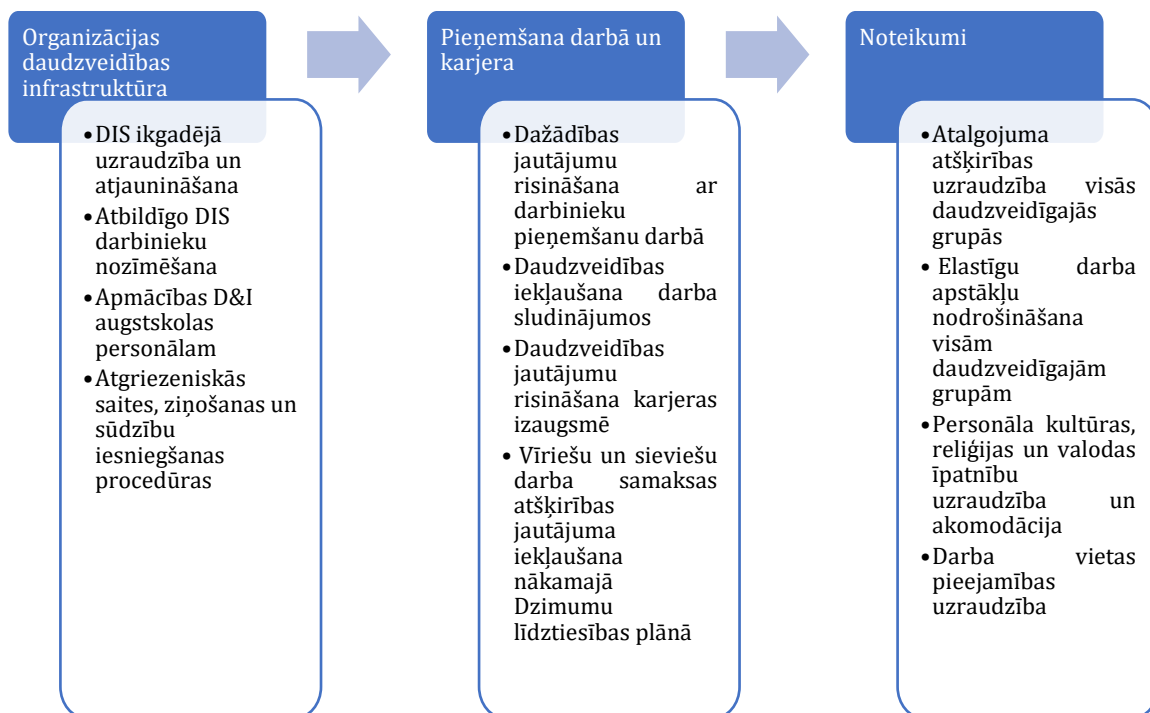 Organizācijas
daudzveidības
infrastruktūra
•DIS ikgadējā
uzraudzība un
atjaunināšana
•Atbildīgo DIS
darbinieku
nozīmēšana
•Apmācības D&I
augstskolas
personālam
•Atgriezeniskās
saites, ziņošanas un
sūdzību
iesniegšanas
procedūras
Pieņemšana darbā un
karjera
•Dažādības
jautājumu
risināšana ar
darbinieku
pieņemšanu darbā
•Daudzveidības
iekļaušana darba
sludinājumos
•Daudzveidības
jautājumu
risināšana karjeras
izaugsmē
• Vīriešu un sieviešu
darba samaksas
atšķirības
jautājuma
iekļaušana
nākamajā
Dzimumu
līdztiesības plānā
Noteikumi
•Atalgojuma
atšķirības
uzraudzība visās
daudzveidīgajās
grupās
• Elastīgu darba
apstākļu
nodrošināšana
visām
daudzveidīgajām
grupām
•Personāla kultūras,
reliģijas un valodas
īpatnību
uzraudzība un
akomodācija
•Darba vietas
pieejamības
uzraudzība